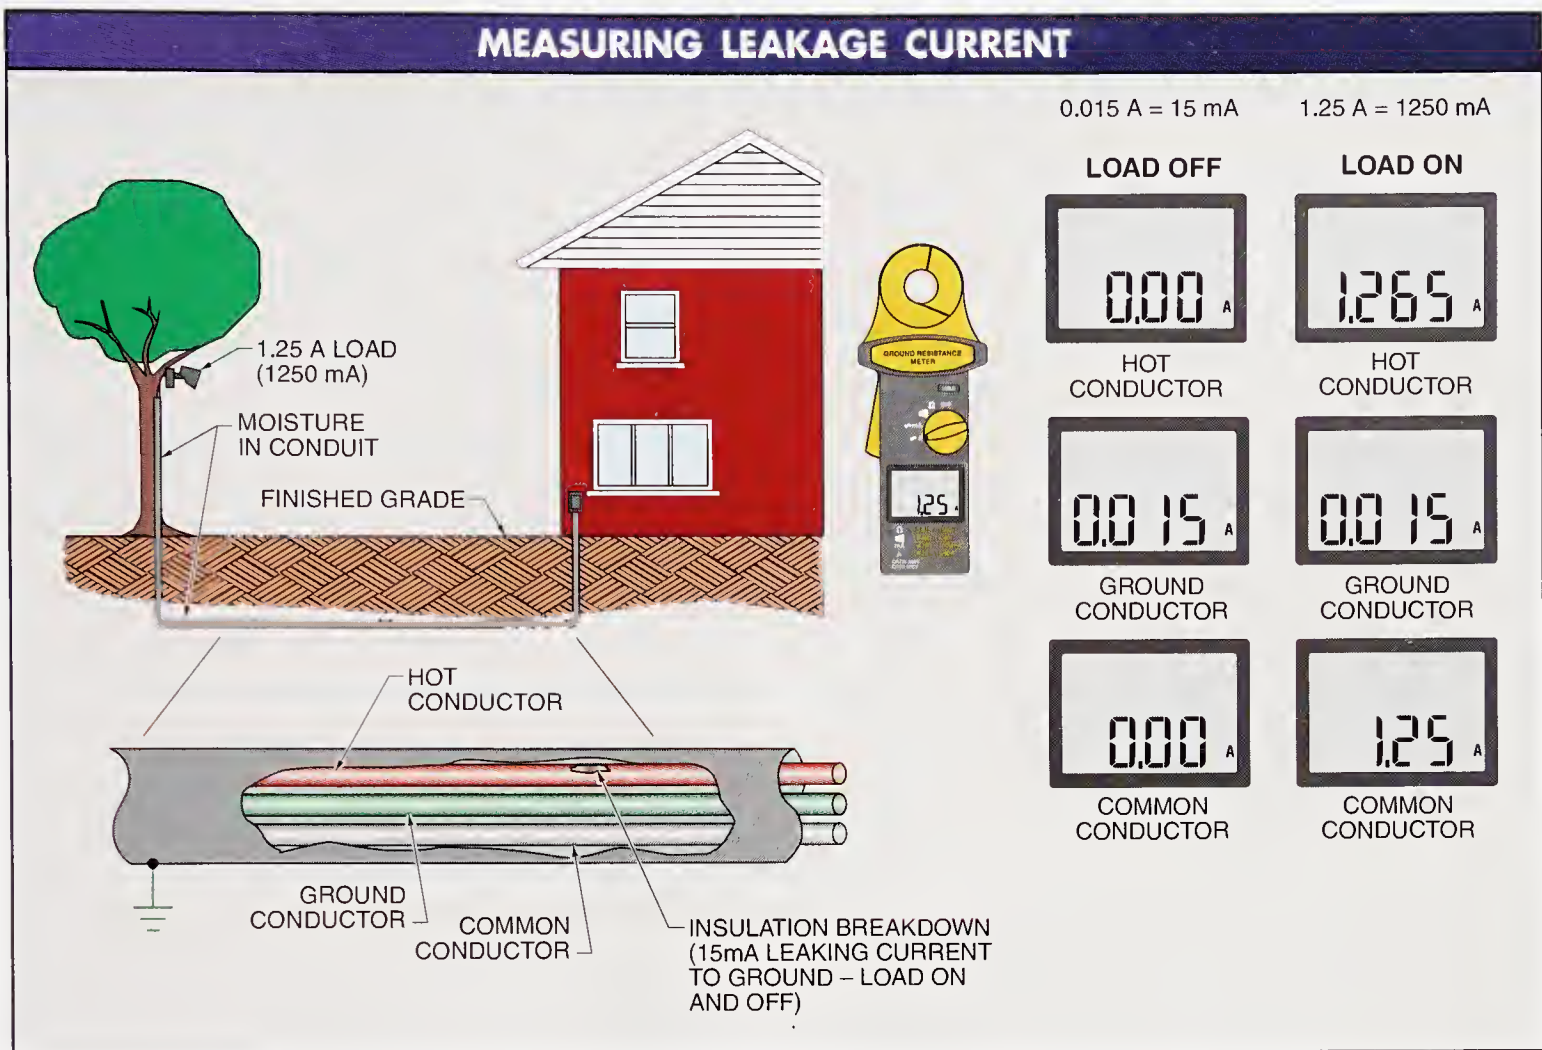 MEASURING LEAKAGE CURRENT
0.015 A = 15 mA
1.25 A = 1250 mA
LOAD OFF
LOAD ON
0.00 A
HOT
CONDUCTOR
1.265 A
HOT
CONDUCTOR
0.015 A
GROUND
CONDUCTOR
0.015 A
GROUND
CONDUCTOR
0.00 A
COMMON
CONDUCTOR
1.25 A
COMMON
CONDUCTOR
1.25 A LOAD
(1250 mA)
MOISTURE
IN CONDUIT
FINISHED GRADE
GROUND RESISTANCE
METER
1.25
HOT
CONDUCTOR
GROUND
CONDUCTOR
COMMON
CONDUCTOR
INSULATION BREAKDOWN
(15mA LEAKING CURRENT
TO GROUND – LOAD ON
AND OFF)